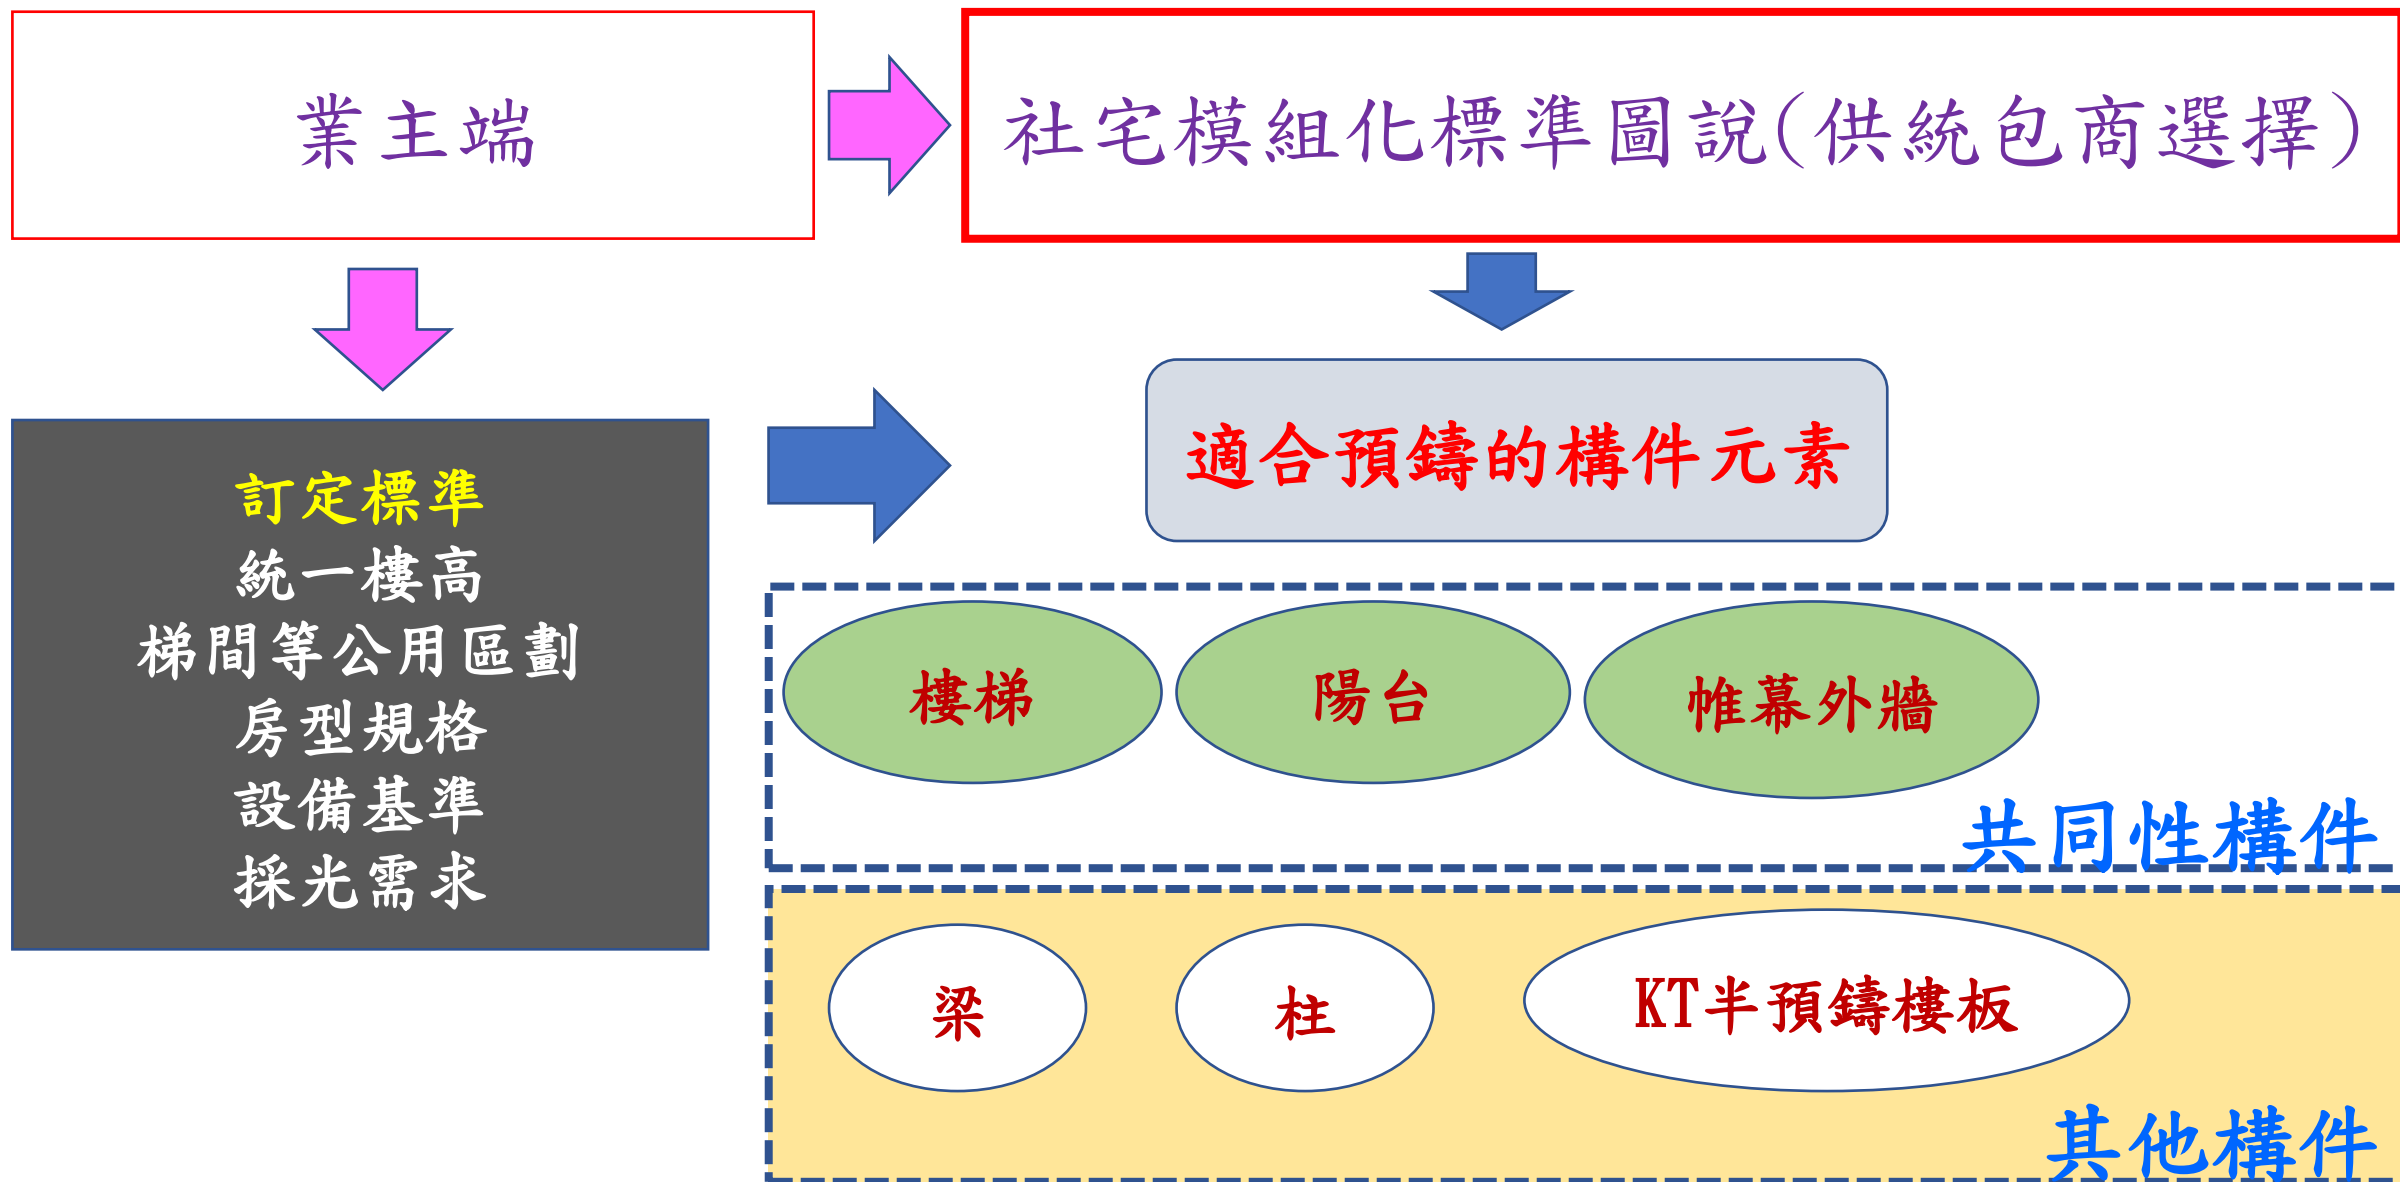 業主端
社宅模組化標準圖說(供統包商選擇)
訂定標準
統一樓高
梯間等公用區劃
房型規格
設備基準
採光需求
適合預鑄的構件元素
樓梯
陽台
帷幕外牆
共同性構件
梁
柱
KT半預鑄樓板
其他構件